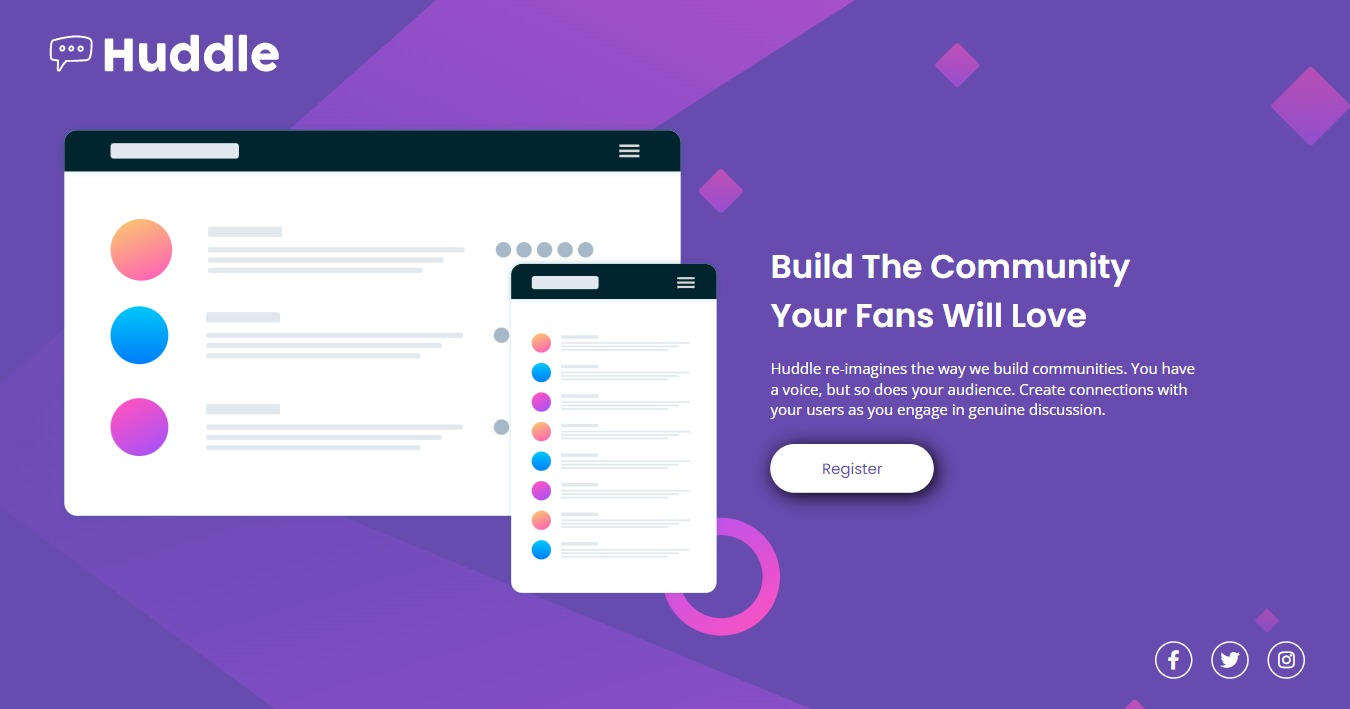 Huddle
Build The Community
Your Fans Will Love
Huddle re-imagines the way we build communities. You have
a voice, but so does your audience. Create connections with
your users as you engage in genuine discussion.
Register